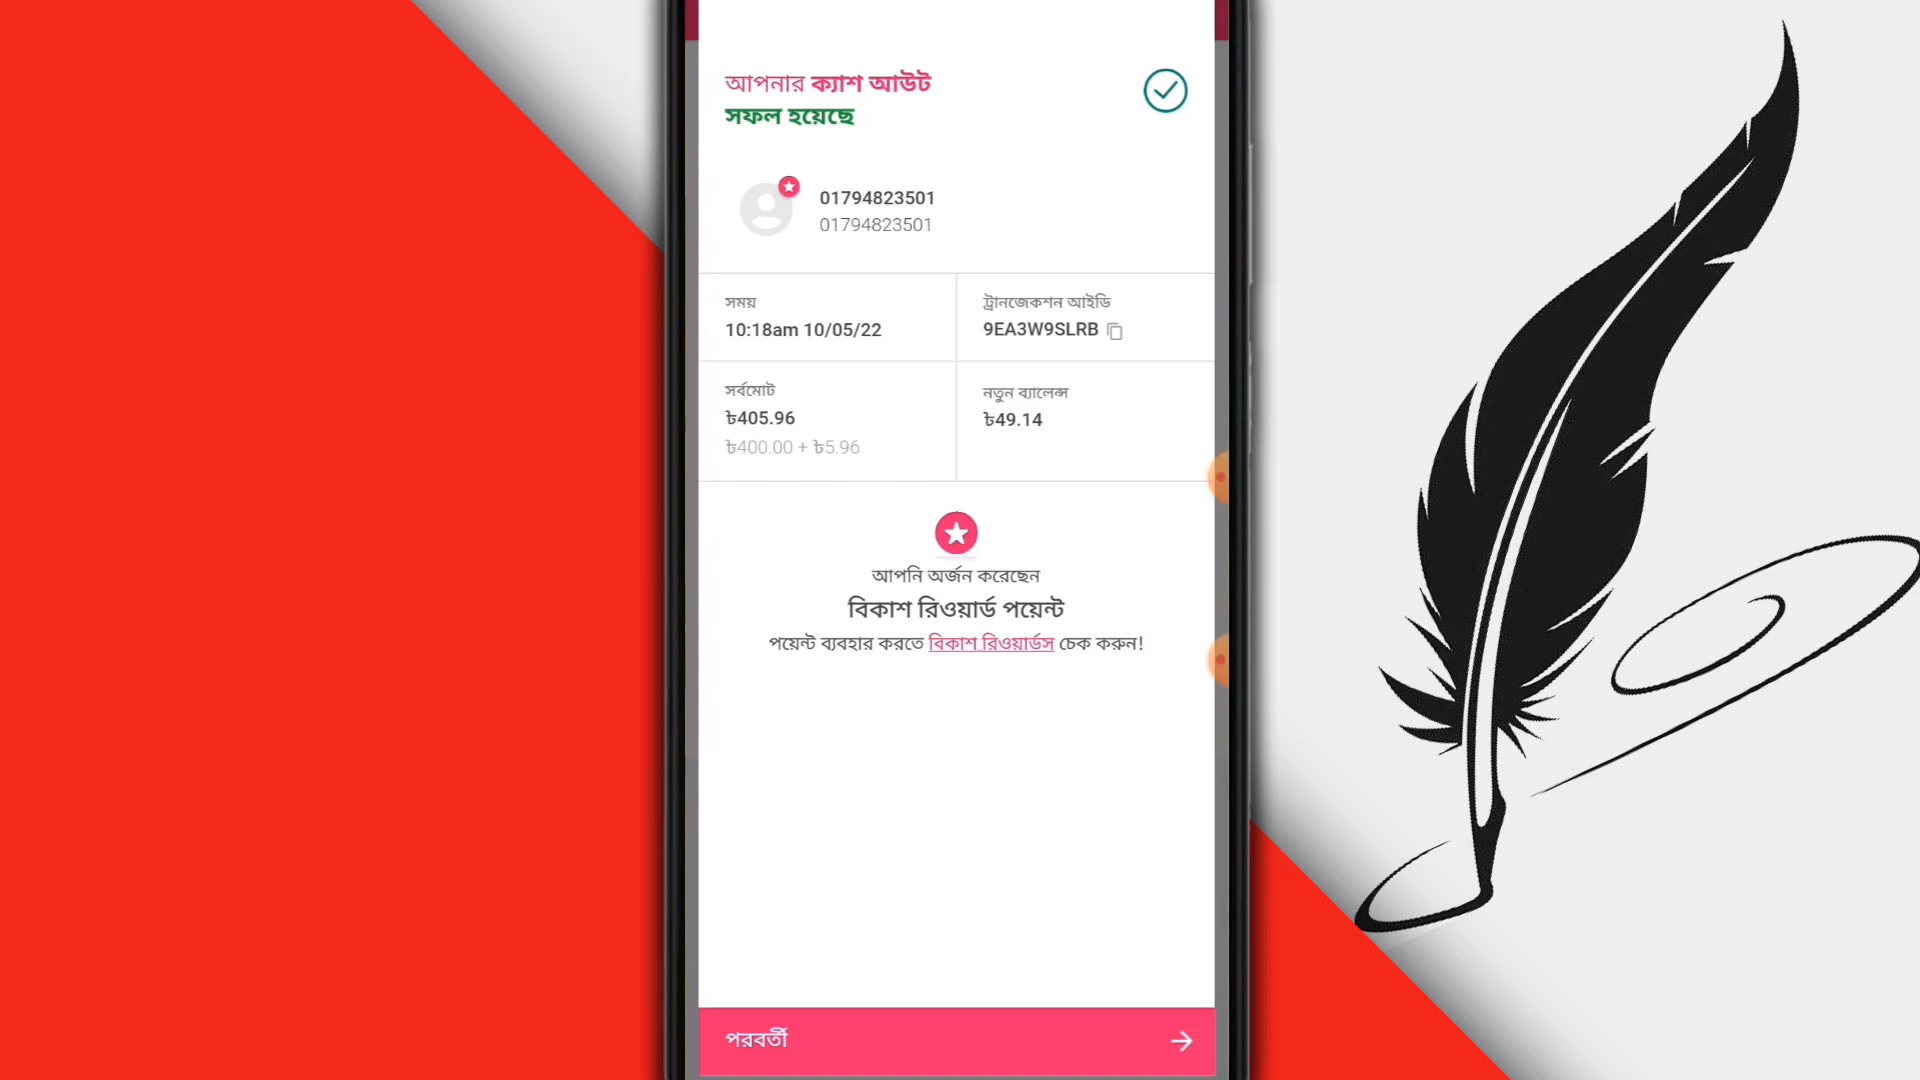 আপনার ক্যাশ আউট
সফল হয়েছে
01794823501
01794823501
সময়
10:18am 10/05/22
ট্রানজেকশন আইডি
9EA3W9SLRB
সর্বমোট
৳405.96
৳400.00 + ৳5.96
নতুন ব্যালেন্স
৳49.14
আপনি অর্জন করেছেন
বিকাশ রিওয়ার্ড পয়েন্ট
পয়েন্ট ব্যবহার করতে বিকাশ রিওয়ার্ডস চেক করুন!
পরবর্তী